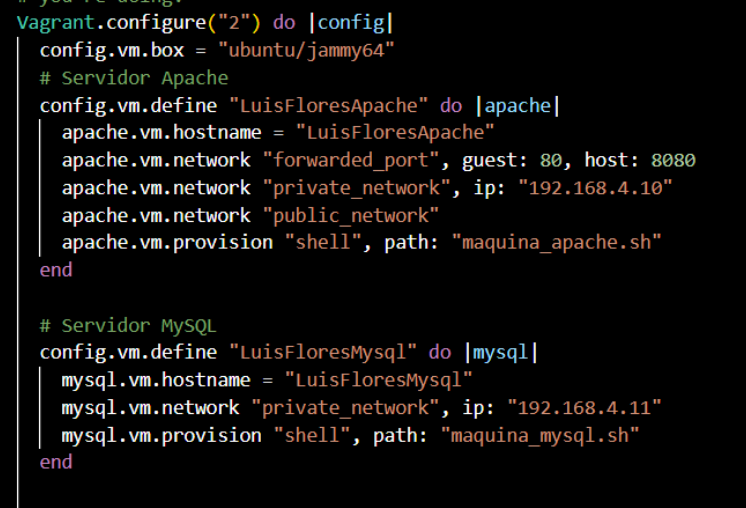 # you're doing.
Vagrant.configure("2") do |config|
  config.vm.box = "ubuntu/jammy64"
  # Servidor Apache
  config.vm.define "LuisFloresApache" do |apache|
    apache.vm.hostname = "LuisFloresApache"
    apache.vm.network "forwarded_port", guest: 80, host: 8080
    apache.vm.network "private_network", ip: "192.168.4.10"
    apache.vm.network "public_network"
    apache.vm.provision "shell", path: "maquina_apache.sh"
  end
  # Servidor MySQL
  config.vm.define "LuisFloresMysql" do |mysql|
    mysql.vm.hostname = "LuisFloresMysql"
    mysql.vm.network "private_network", ip: "192.168.4.11"
    mysql.vm.provision "shell", path: "maquina_mysql.sh"
  end